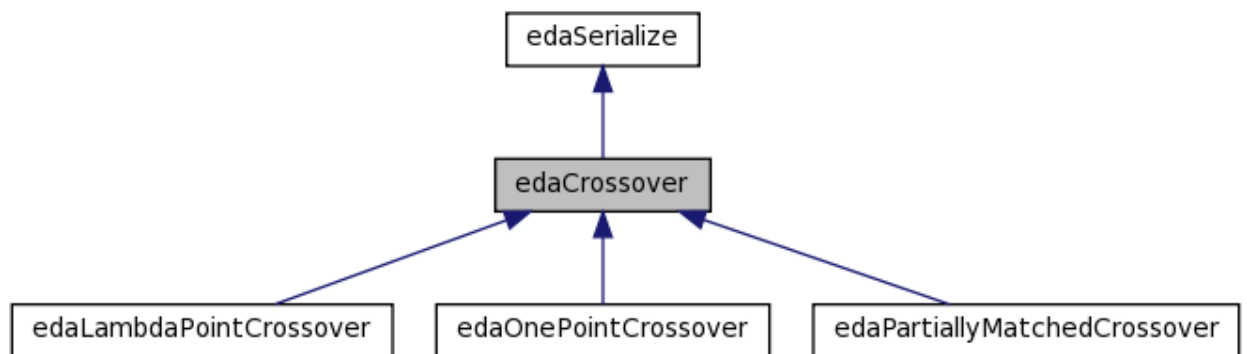 edaSerialize
edaCrossover
edaLambdaPointCrossover
edaOnePointCrossover
edaPartiallyMatchedCrossover